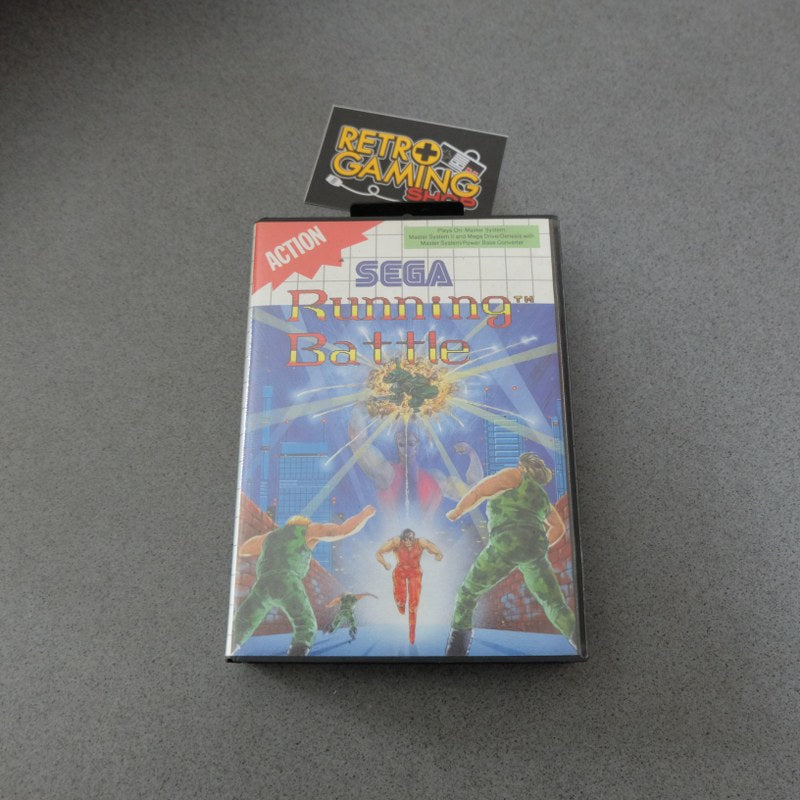 RETRO
GAMING
SHOP
ACTION
Plays On: Master System,
Master System II and Mega Drive/Genesis with
Master System/Power Base Converter
SEGA
Running™
Battle